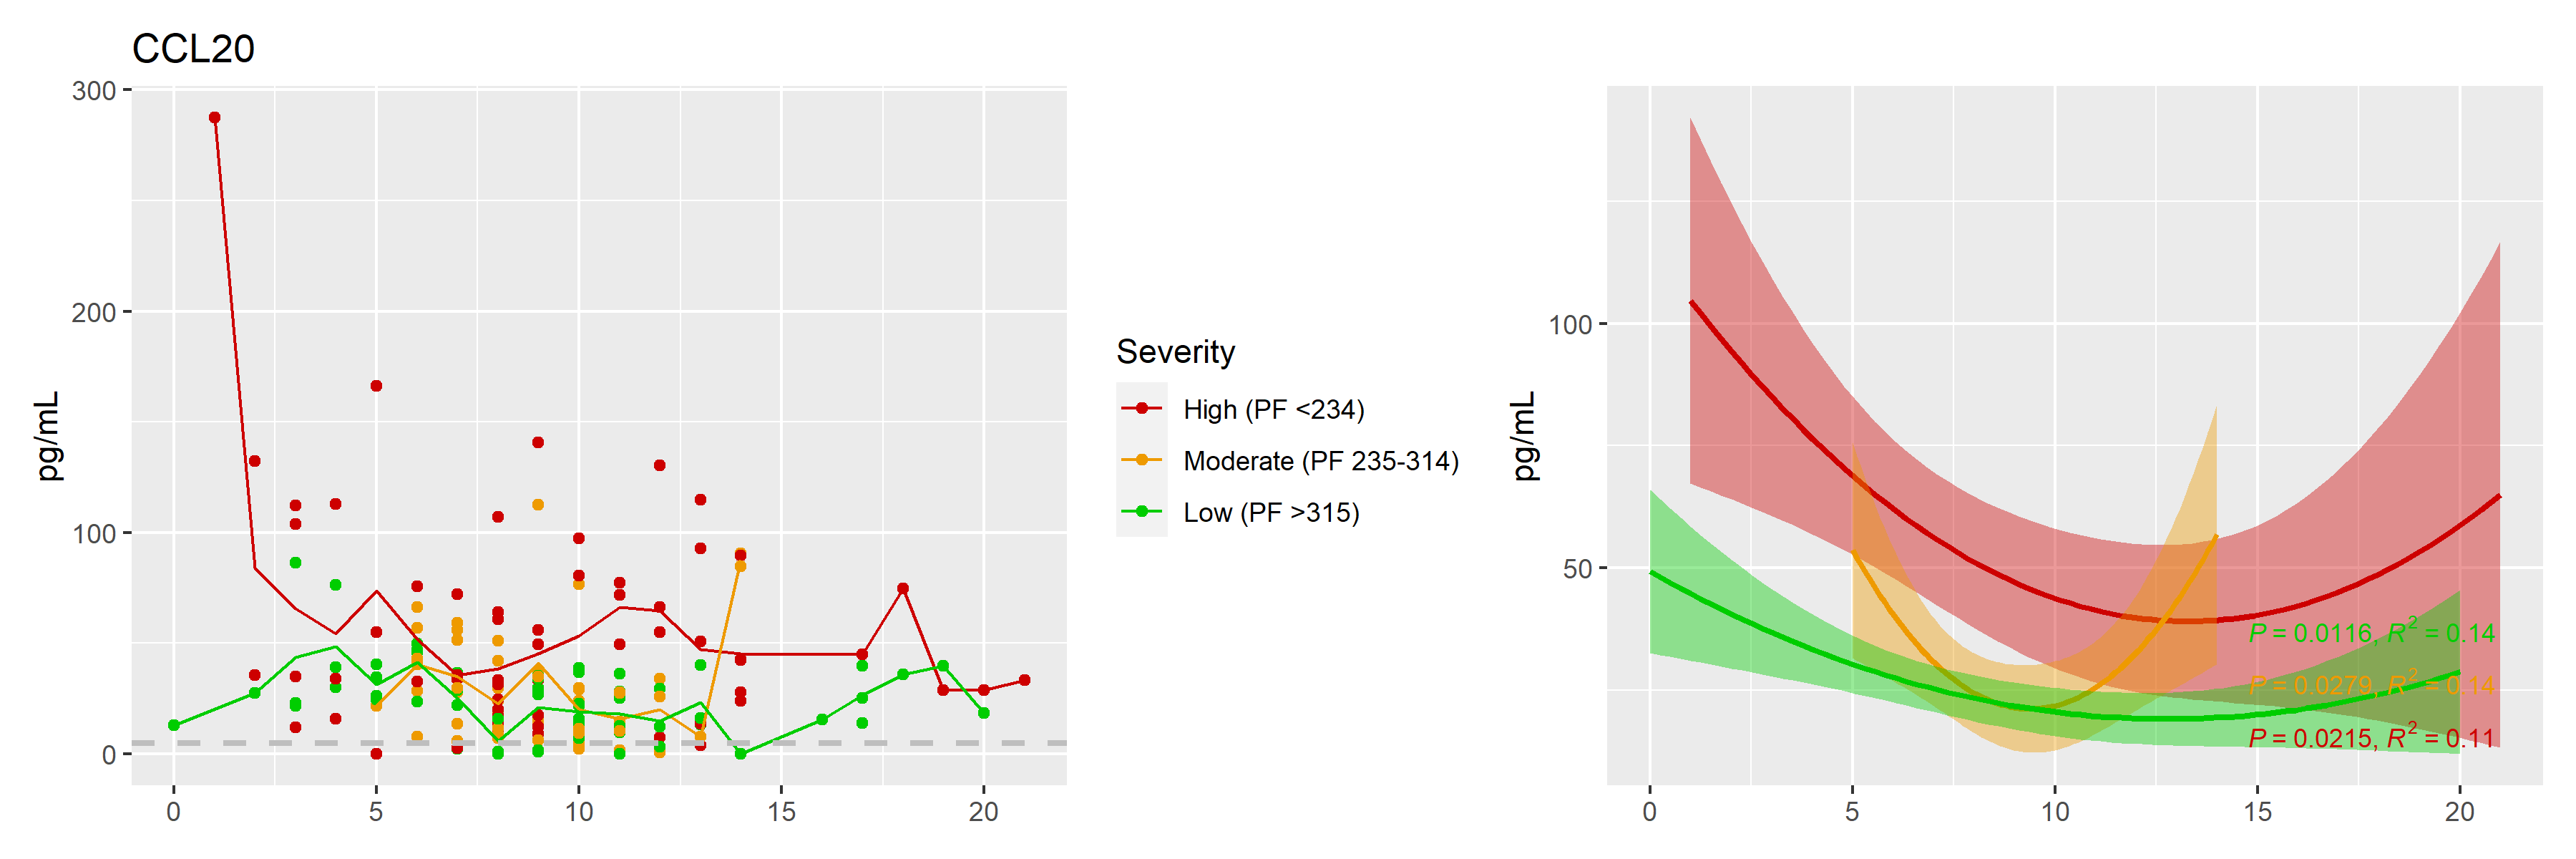 CCL20
pg/mL
300
200
100
0
0 5 10 15 20
Severity
High (PF <234)
Moderate (PF 235-314)
Low (PF >315)
pg/mL
100
50
P = 0.0116, R² = 0.14
P = 0.0279, R² = 0.14
P = 0.0215, R² = 0.11
0 5 10 15 20